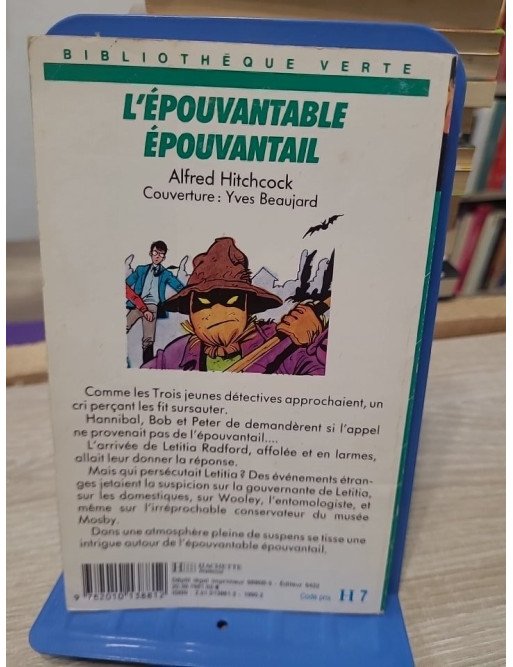 BIBLIOTHÈQUE VERTE
L'ÉPOUVANTABLE
ÉPOUVANTAIL
Alfred Hitchcock
Couverture : Yves Beaujard
Comme les Trois jeunes détectives approchaient, un
cri perçant les fit sursauter.
Hannibal, Bob et Peter de demandèrent si l'appel
ne provenait pas de l'épouvantail....
L'arrivée de Letitia Radford, affolée et en larmes,
allait leur donner la réponse.
Mais qui persécutait Letitia ? Des événements étran-
ges jetaient la suspicion sur la gouvernante de Letitia,
sur les domestiques, sur Wooley, l'entomologiste, et
même sur l'irréprochable conservateur du musée
Mosby.
Dans une atmosphère pleine de suspens se tisse une
intrigue autour de l'épouvantable épouvantail.
HACHETTE
Code prix H 7